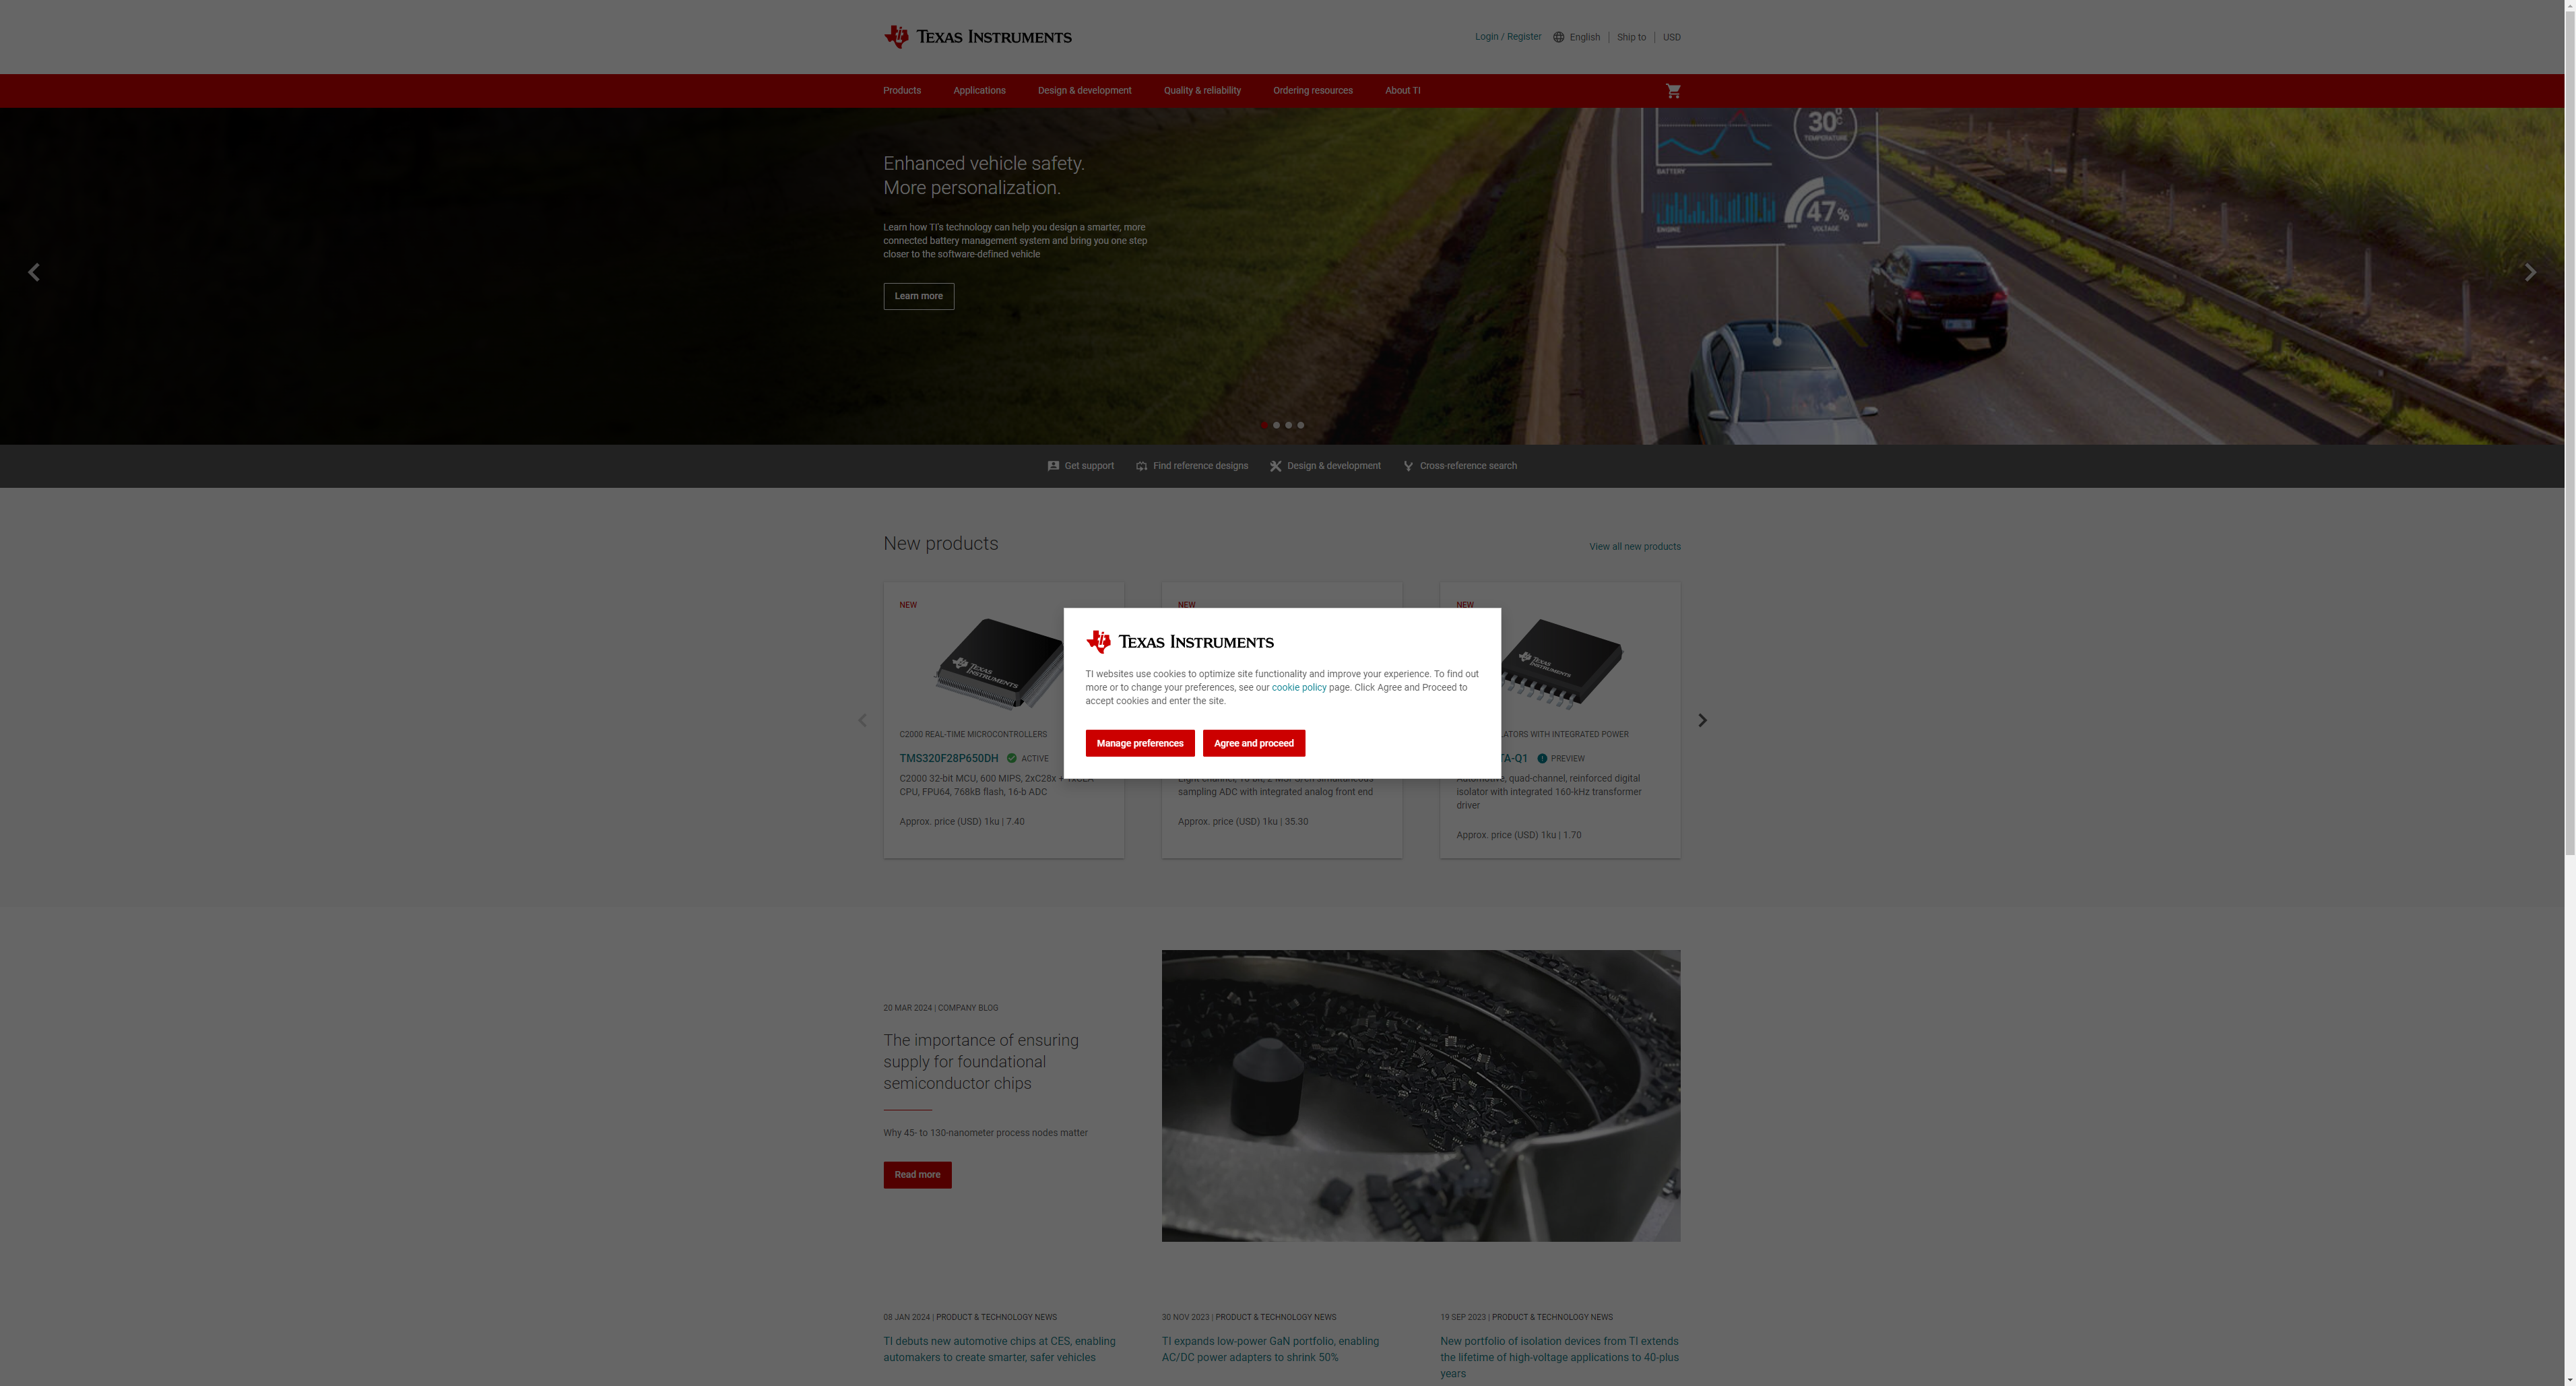 TEXAS INSTRUMENTS
Login / Register
English
Ship to
USD
Products
Applications
Design & development
Quality & reliability
Ordering resources
About TI
Enhanced vehicle safety.
More personalization.
Learn how TI's technology can help you design a smarter, more
connected battery management system and bring you one step
closer to the software-defined vehicle
Learn more
30°C
TEMPERATURE
BATTERY
ENGINE
47%
MIN
MAX
VOLTAGE
Get support
Find reference designs
Design & development
Cross-reference search
New products
View all new products
NEW
TEXAS
INSTRUMENTS
C2000 REAL-TIME MICROCONTROLLERS
TMS320F28P650DH
ACTIVE
C2000 32-bit MCU, 600 MIPS, 2xC28x +
CPU, FPU64, 768kB flash, 16-b ADC
Approx. price (USD) 1ku | 7.40
NEW
sampling ADC with integrated analog front end
Approx. price (USD) 1ku | 35.30
NEW
TEXAS
INSTRUMENTS
WITH INTEGRATED POWER
TA-Q1
PREVIEW
quad-channel, reinforced digital
isolator with integrated 160-kHz transformer
driver
Approx. price (USD) 1ku | 1.70
TEXAS INSTRUMENTS
TI websites use cookies to optimize site functionality and improve your experience. To find out
more or to change your preferences, see our cookie policy page. Click Agree and Proceed to
accept cookies and enter the site.
Manage preferences
Agree and proceed
20 MAR 2024 | COMPANY BLOG
The importance of ensuring
supply for foundational
semiconductor chips
Why 45- to 130-nanometer process nodes matter
Read more
08 JAN 2024 | PRODUCT & TECHNOLOGY NEWS
TI debuts new automotive chips at CES, enabling
automakers to create smarter, safer vehicles
30 NOV 2023 | PRODUCT & TECHNOLOGY NEWS
TI expands low-power GaN portfolio, enabling
AC/DC power adapters to shrink 50%
19 SEP 2023 | PRODUCT & TECHNOLOGY NEWS
New portfolio of isolation devices from TI extends
the lifetime of high-voltage applications to 40-plus
years